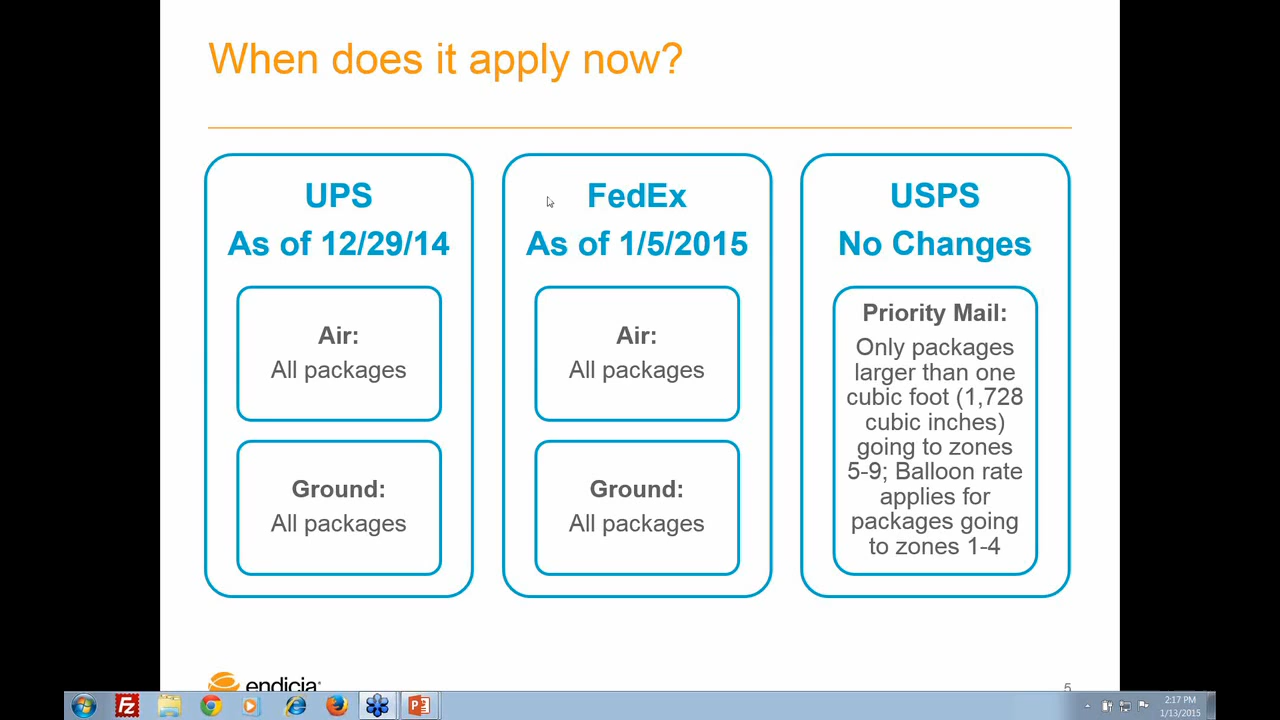 When does it apply now?
UPS
As of 12/29/14
Air:
All packages
Ground:
All packages
FedEx
As of 1/5/2015
Air:
All packages
Ground:
All packages
USPS
No Changes
Priority Mail:
Only packages
larger than one
cubic foot (1,728
cubic inches)
going to zones
5-9; Balloon rate
applies for
packages going
to zones 1-4
endicia
5
2:17 PM
1/13/2015